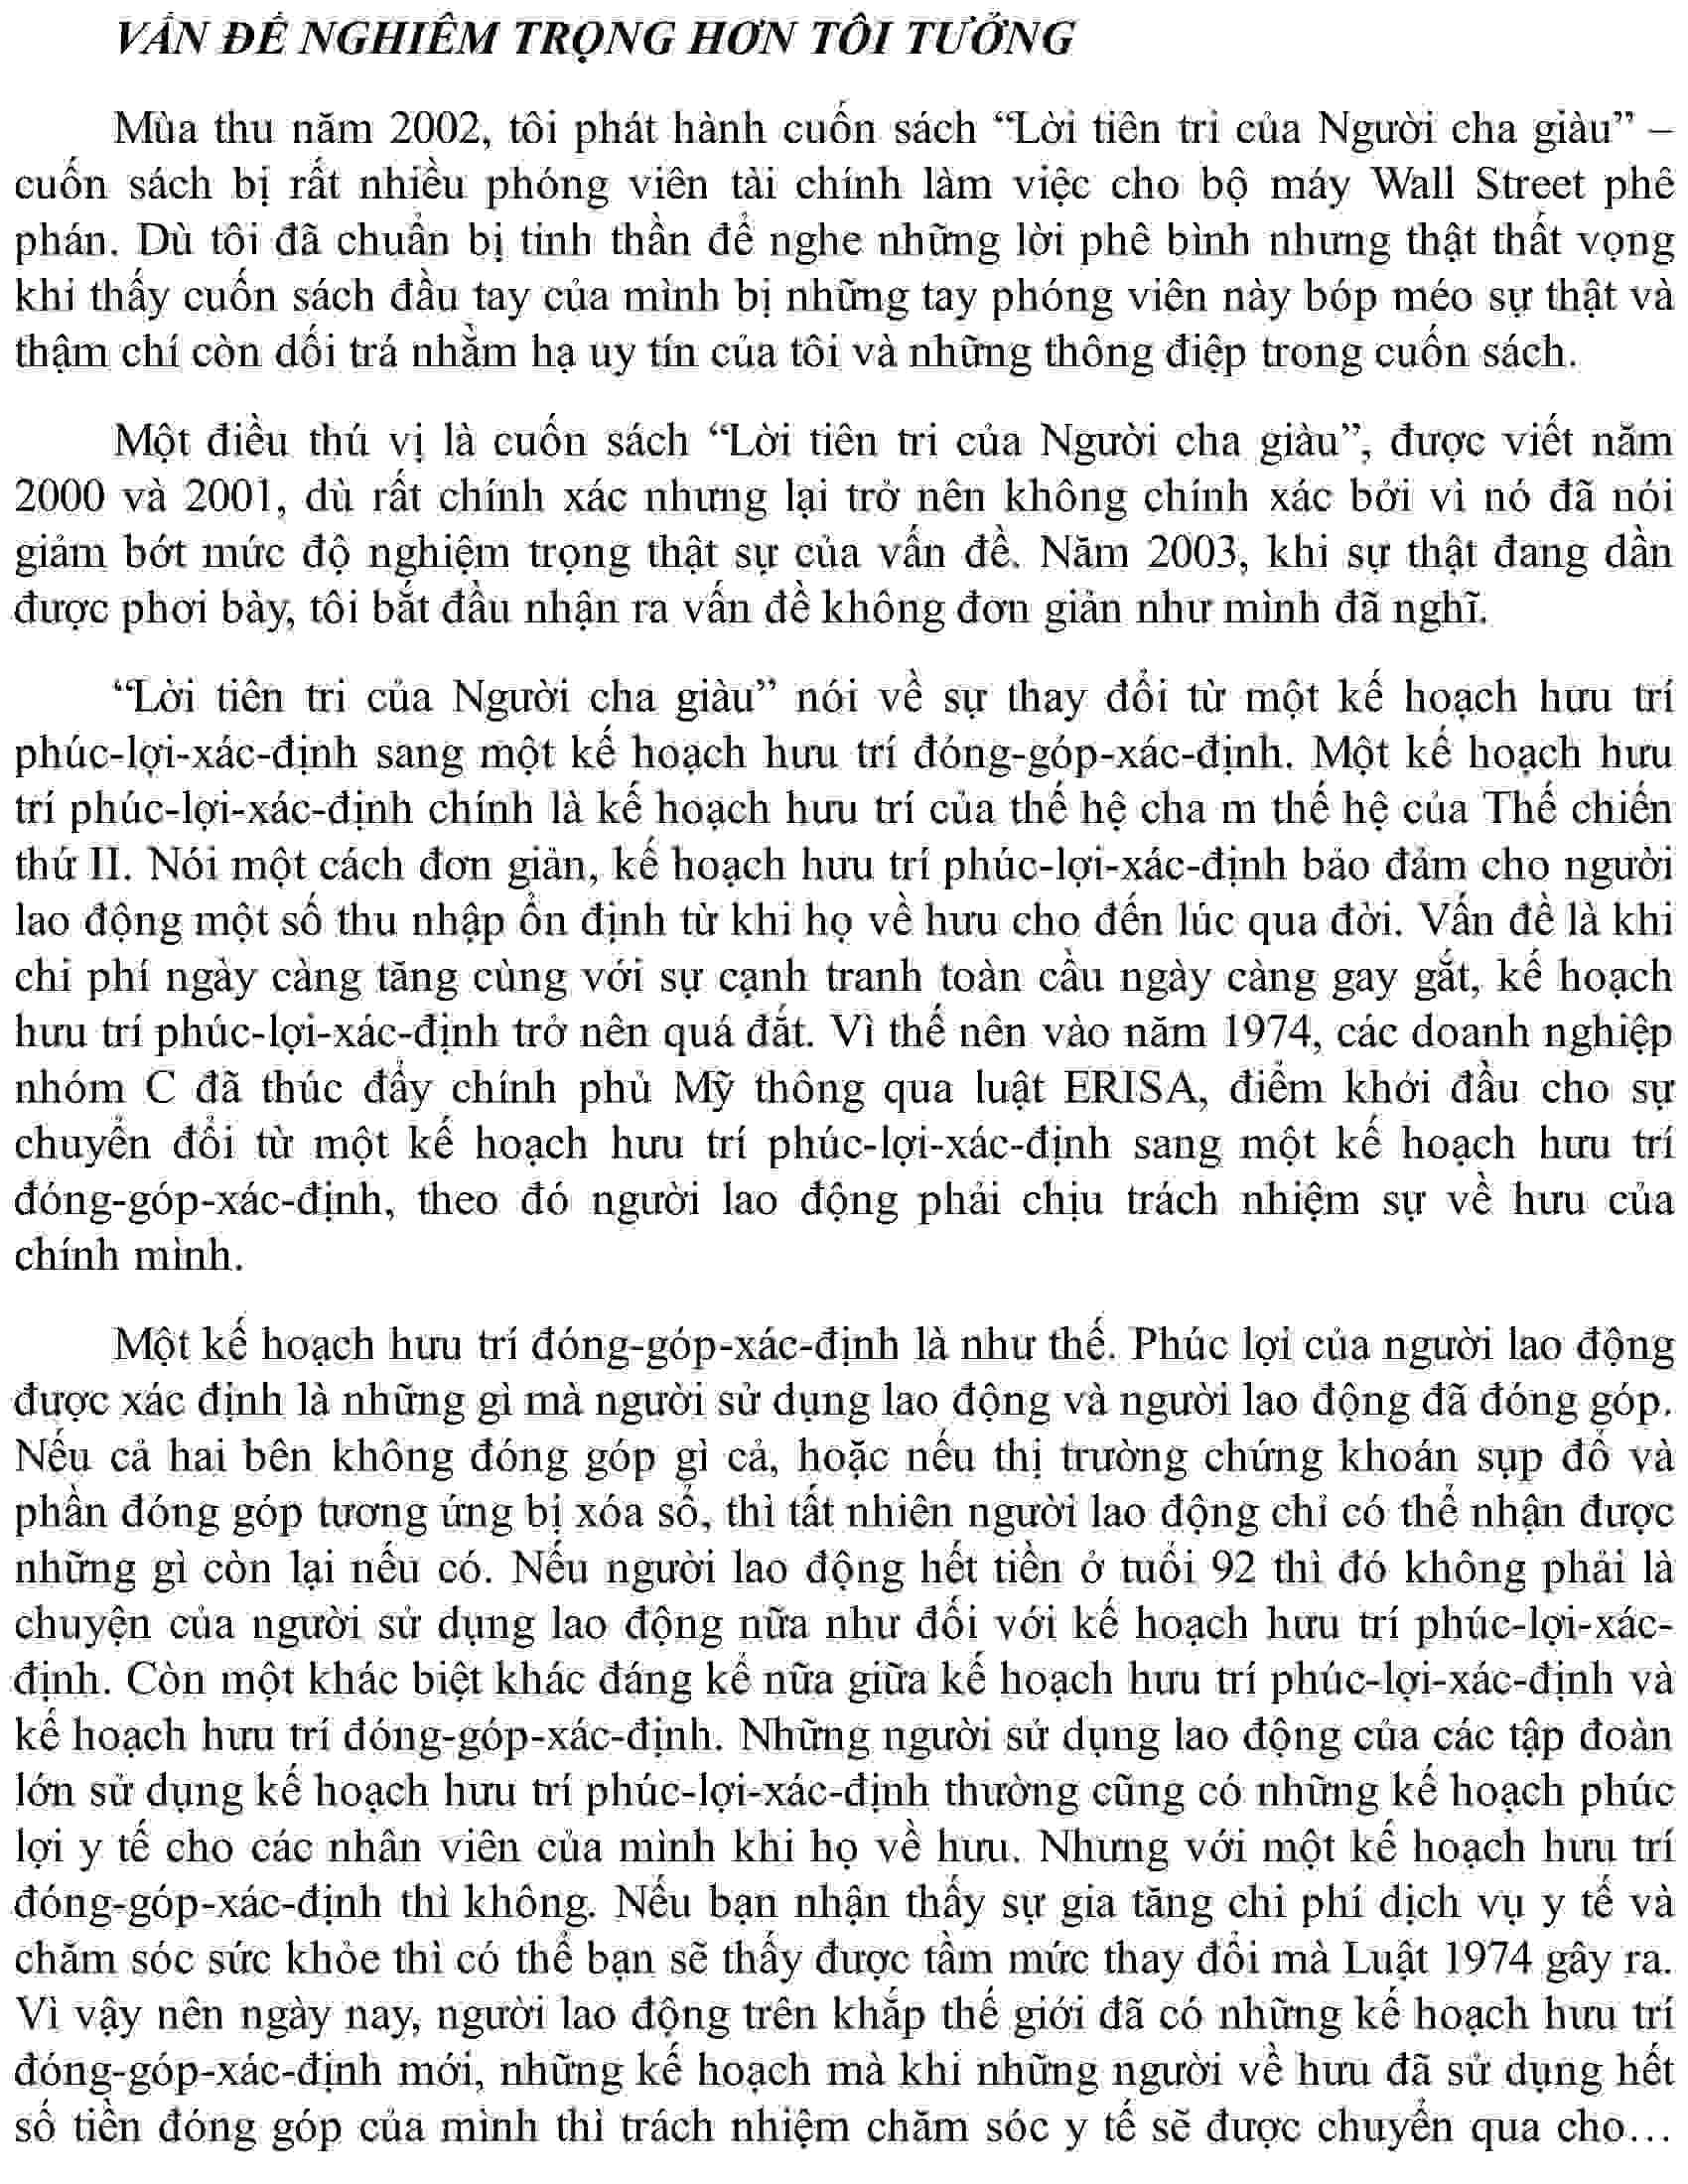 VẤN ĐỀ NGHIÊM TRỌNG HƠN TÔI TƯỞNG
Mùa thu năm 2002, tôi phát hành cuốn sách “Lời tiên tri của Người cha giàu” –
cuốn sách bị rất nhiều phóng viên tài chính làm việc cho bộ máy Wall Street phê
phán. Dù tôi đã chuẩn bị tinh thần để nghe những lời phê bình nhưng thật thất vọng
khi thấy cuốn sách đầu tay của mình bị những tay phóng viên này bóp méo sự thật và
thậm chí còn dối trá nhằm hạ uy tín của tôi và những thông điệp trong cuốn sách.
Một điều thú vị là cuốn sách “Lời tiên tri của Người cha giàu”, được viết năm
2000 và 2001, dù rất chính xác nhưng lại trở nên không chính xác bởi vì nó đã nói
giảm bớt mức độ nghiệm trọng thật sự của vấn đề. Năm 2003, khi sự thật đang dần
được phơi bày, tôi bắt đầu nhận ra vấn đề không đơn giản như mình đã nghĩ.
“Lời tiên tri của Người cha giàu” nói về sự thay đổi từ một kế hoạch hưu trí
phúc-lợi-xác-định sang một kế hoạch hưu trí đóng-góp-xác-định. Một kế hoạch hưu
trí phúc-lợi-xác-định chính là kế hoạch hưu trí của thế hệ cha m thế hệ của Thế chiến
thứ II. Nói một cách đơn giản, kế hoạch hưu trí phúc-lợi-xác-định bảo đảm cho người
lao động một số thu nhập ổn định từ khi họ về hưu cho đến lúc qua đời. Vấn đề là khi
chi phí ngày càng tăng cùng với sự cạnh tranh toàn cầu ngày càng gay gắt, kế hoạch
hưu trí phúc-lợi-xác-định trở nên quá đắt. Vì thế nên vào năm 1974, các doanh nghiệp
nhóm C đã thúc đẩy chính phủ Mỹ thông qua luật ERISA, điểm khởi đầu cho sự
chuyển đổi từ một kế hoạch hưu trí phúc-lợi-xác-định sang một kế hoạch hưu trí
đóng-góp-xác-định, theo đó người lao động phải chịu trách nhiệm sự về hưu của
chính mình.
Một kế hoạch hưu trí đóng-góp-xác-định là như thế. Phúc lợi của người lao động
được xác định là những gì mà người sử dụng lao động và người lao động đã đóng góp.
Nếu cả hai bên không đóng góp gì cả, hoặc nếu thị trường chứng khoán sụp đổ và
phần đóng góp tương ứng bị xóa sổ, thì tất nhiên người lao động chỉ có thể nhận được
những gì còn lại nếu có. Nếu người lao động hết tiền ở tuổi 92 thì đó không phải là
chuyện của người sử dụng lao động nữa như đối với kế hoạch hưu trí phúc-lợi-xác-
định. Còn một khác biệt khác đáng kể nữa giữa kế hoạch hưu trí phúc-lợi-xác-định và
kế hoạch hưu trí đóng-góp-xác-định. Những người sử dụng lao động của các tập đoàn
lớn sử dụng kế hoạch hưu trí phúc-lợi-xác-định thường cũng có những kế hoạch phúc
lợi y tế cho các nhân viên của mình khi họ về hưu. Nhưng với một kế hoạch hưu trí
đóng-góp-xác-định thì không. Nếu bạn nhận thấy sự gia tăng chi phí dịch vụ y tế và
chăm sóc sức khỏe thì có thể bạn sẽ thấy được tầm mức thay đổi mà Luật 1974 gây ra.
Vì vậy nên ngày nay, người lao động trên khắp thế giới đã có những kế hoạch hưu trí
đóng-góp-xác-định mới, những kế hoạch mà khi những người về hưu đã sử dụng hết
số tiền đóng góp của mình thì trách nhiệm chăm sóc y tế sẽ được chuyển qua cho…